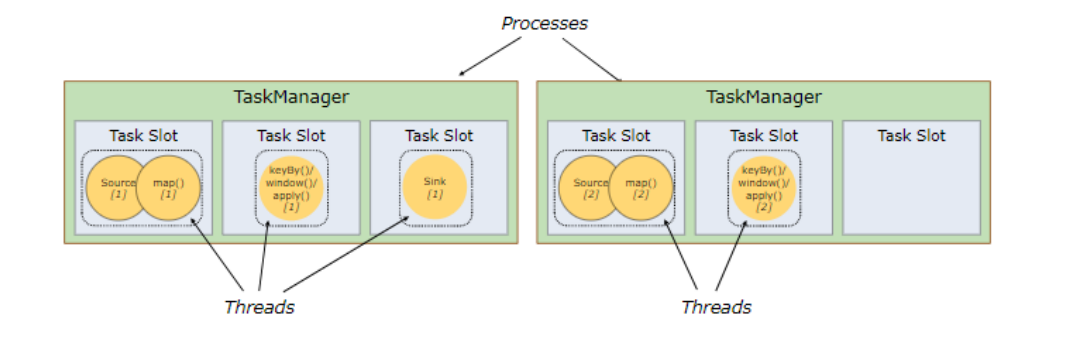 Processes
TaskManager
Task Slot
Source
[1]
map()
[1]
Task Slot
keyBy()/
window()/
apply()
[1]
Task Slot
Sink
[1]
TaskManager
Task Slot
Source
[2]
map()
[2]
Task Slot
keyBy()/
window()/
apply()
[2]
Task Slot
Threads
Threads